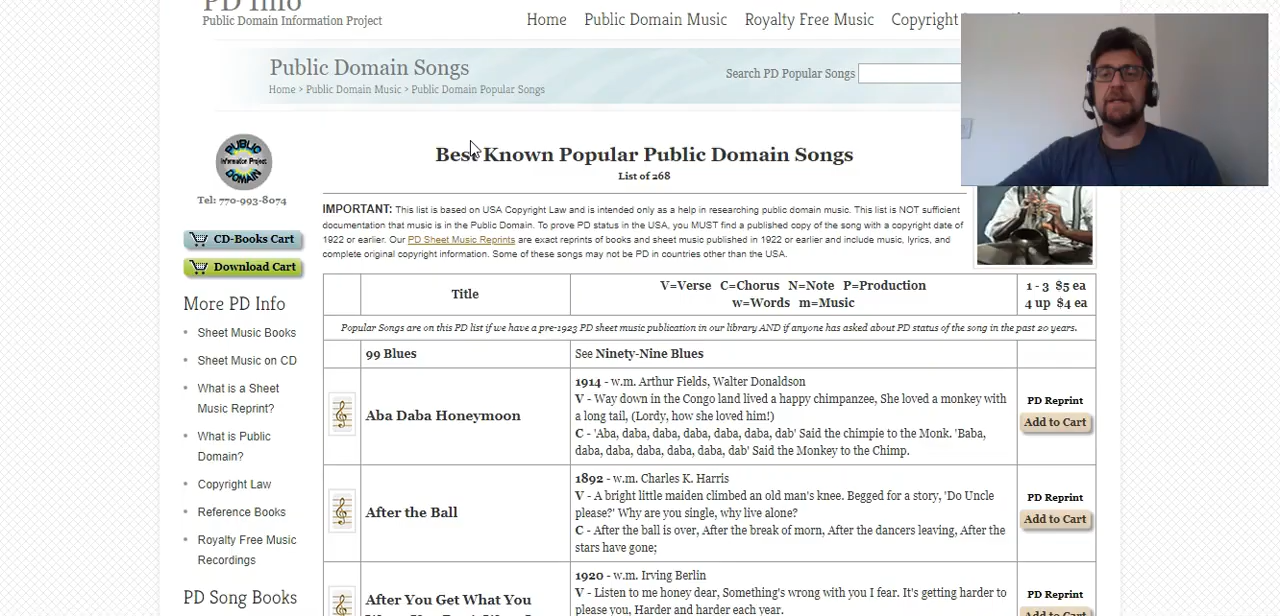 PD Info
Public Domain Information Project
Home Public Domain Music Royalty Free Music Copyright
Public Domain Songs
Search PD Popular Songs
Home > Public Domain Music > Public Domain Popular Songs
PUBLIC
Information Project
DOMAIN
Tel: 770-993-8074
CD-Books Cart
Download Cart
More PD Info
Sheet Music Books
Sheet Music on CD
What is a Sheet
Music Reprint?
What is Public
Domain?
Copyright Law
Reference Books
Royalty Free Music
Recordings
PD Song Books
Best Known Popular Public Domain Songs
List of 268
IMPORTANT: This list is based on USA Copyright Law and is intended only as a help in researching public domain music. This list is NOT sufficient
documentation that music is in the Public Domain. To prove PD status in the USA, you MUST find a published copy of the song with a copyright date of
1922 or earlier. Our PD Sheet Music Reprints are exact reprints of books and sheet music published in 1922 or earlier and include music, lyrics, and
complete original copyright information. Some of these songs may not be PD in countries other than the USA.
Title
V=Verse C=Chorus N=Note P=Production
w=Words m=Music
1 - 3 $5 ea
4 up $4 ea
Popular Songs are on this PD list if we have a pre-1923 PD sheet music publication in our library AND if anyone has asked about PD status of the song in the past 20 years.
99 Blues
See Ninety-Nine Blues
Aba Daba Honeymoon
1914 - w.m. Arthur Fields, Walter Donaldson
V - Way down in the Congo land lived a happy chimpanzee, She loved a monkey with
a long tail, (Lordy, how she loved him!)
C - 'Aba, daba, daba, daba, daba, daba, dab' Said the chimpie to the Monk. 'Baba,
daba, daba, daba, daba, daba, dab' Said the Monkey to the Chimp.
PD Reprint
Add to Cart
After the Ball
1892 - w.m. Charles K. Harris
V - A bright little maiden climbed an old man's knee. Begged for a story, 'Do Uncle
please?' Why are you single, why live alone?
C - After the ball is over, After the break of morn, After the dancers leaving, After the
stars have gone;
PD Reprint
Add to Cart
After You Get What You
1920 - w.m. Irving Berlin
V - Listen to me honey dear, Something's wrong with you I fear. It's getting harder to
please you, Harder and harder each year.
PD Reprint
Add to Cart